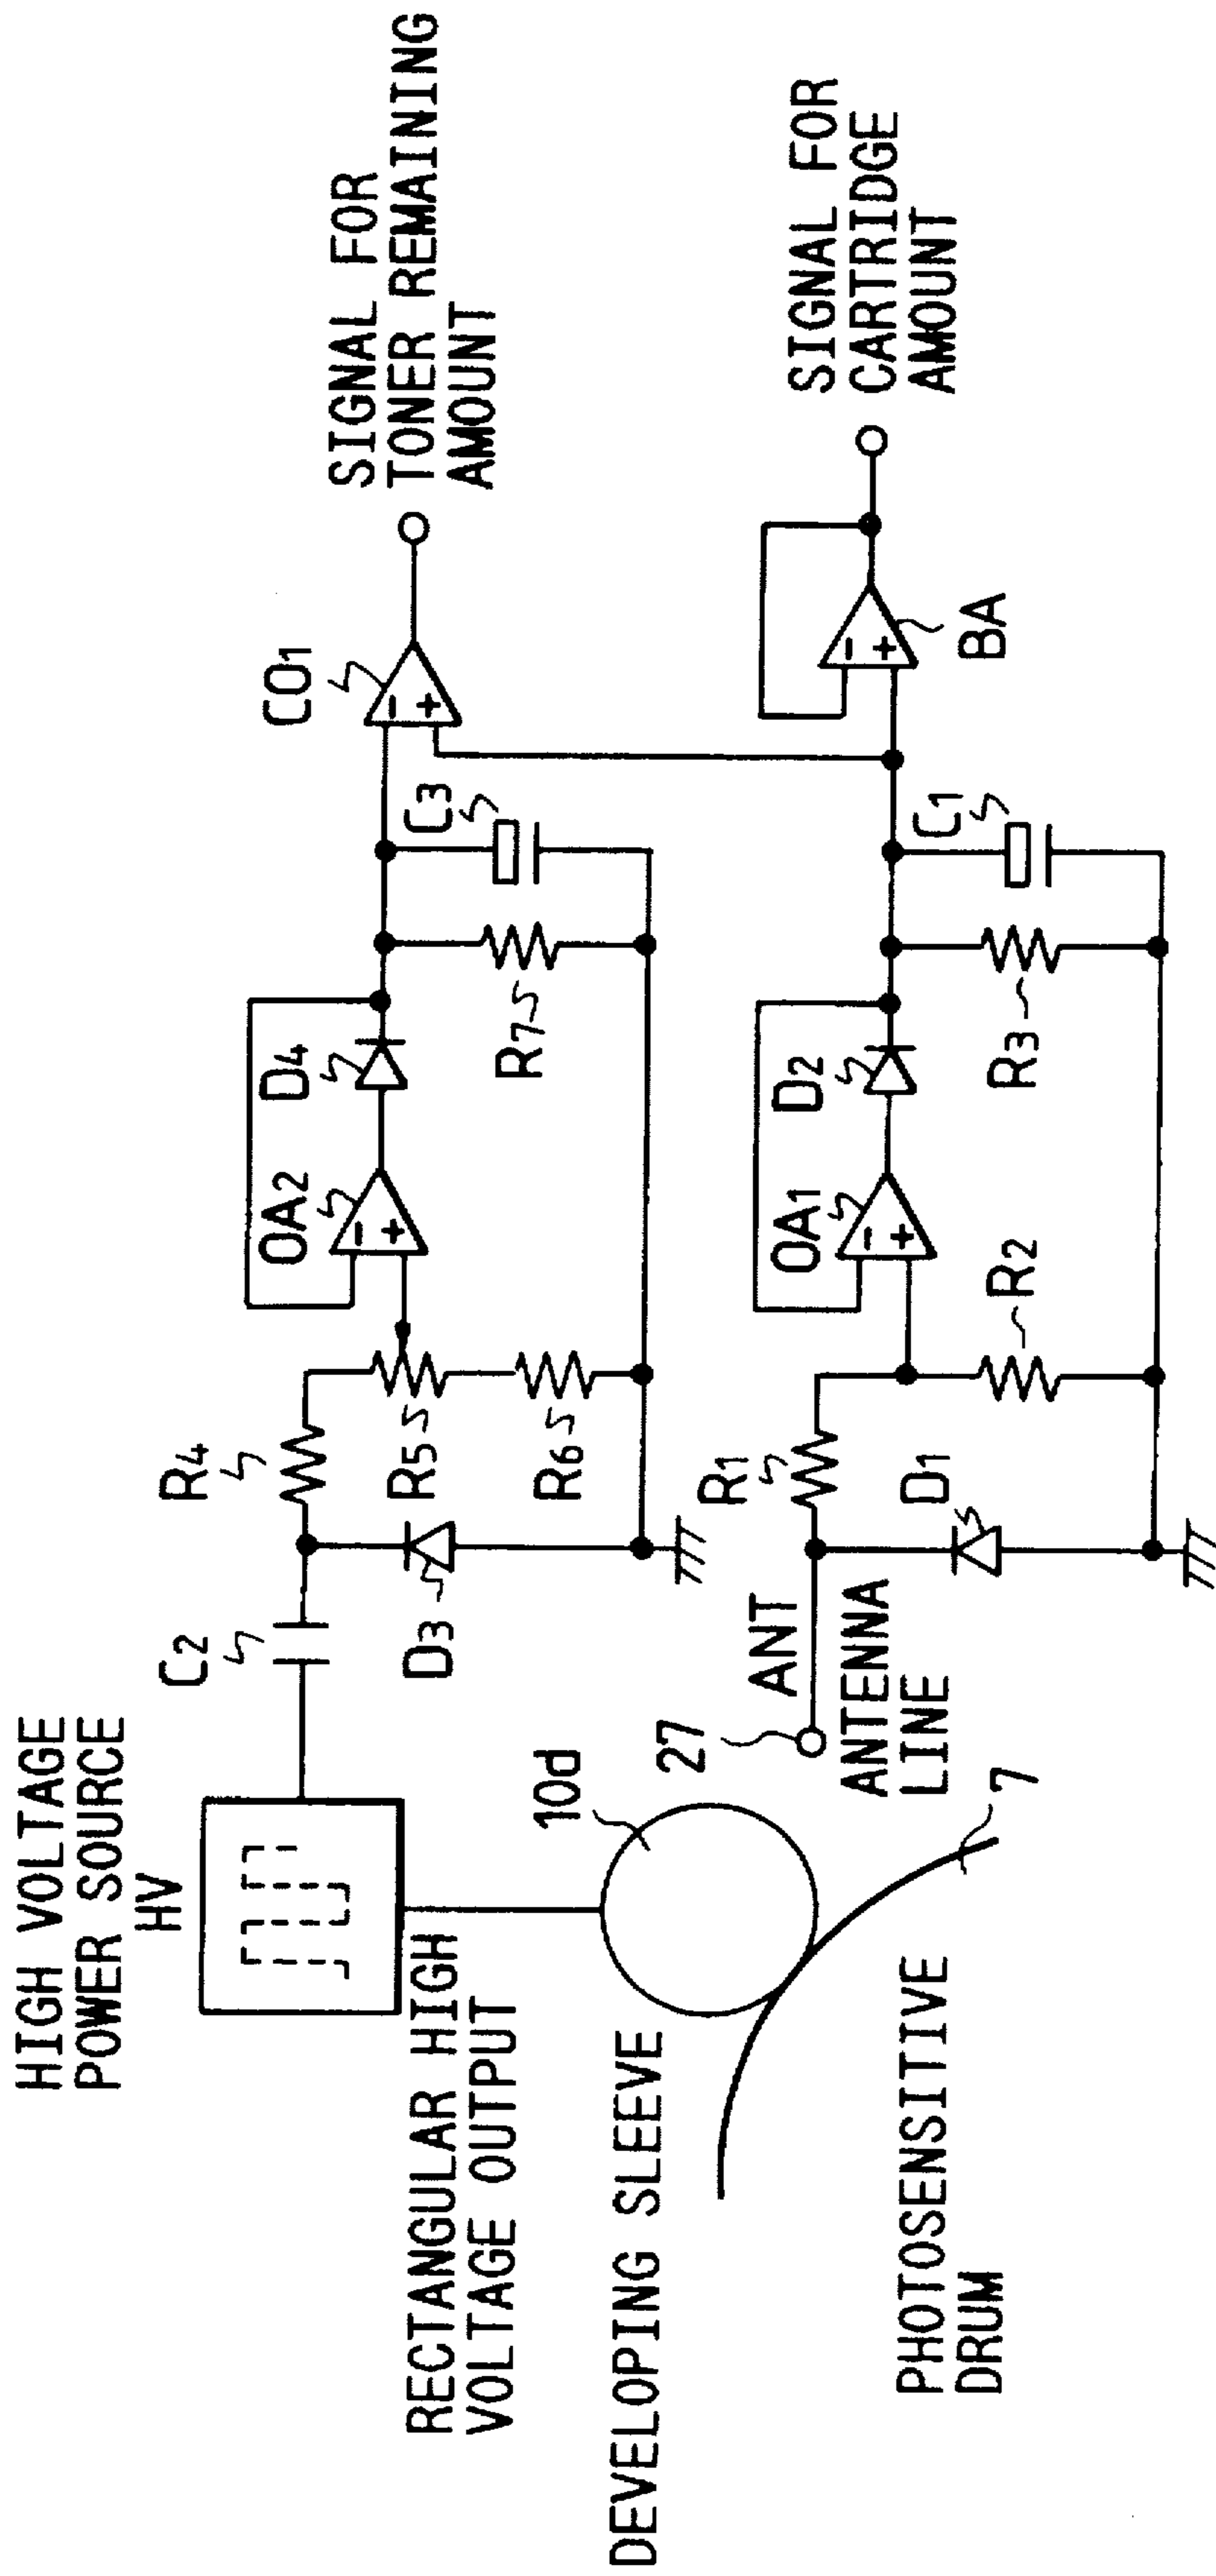 HIGH VOLTAGE
POWER SOURCE
HV
RECTANGULAR HIGH
VOLTAGE OUTPUT
DEVELOPING SLEEVE
10d
PHOTOSENSITIVE
DRUM
7
27
ANT
ANTENNA
LINE
C2
D3
R4
R5
R6
OA2
-
+
D4
R7
C3
CO1
-
+
SIGNAL FOR
TONER REMAINING
AMOUNT
R1
D1
R2
OA1
-
+
D2
R3
C1
-
+
BA
SIGNAL FOR
CARTRIDGE
AMOUNT